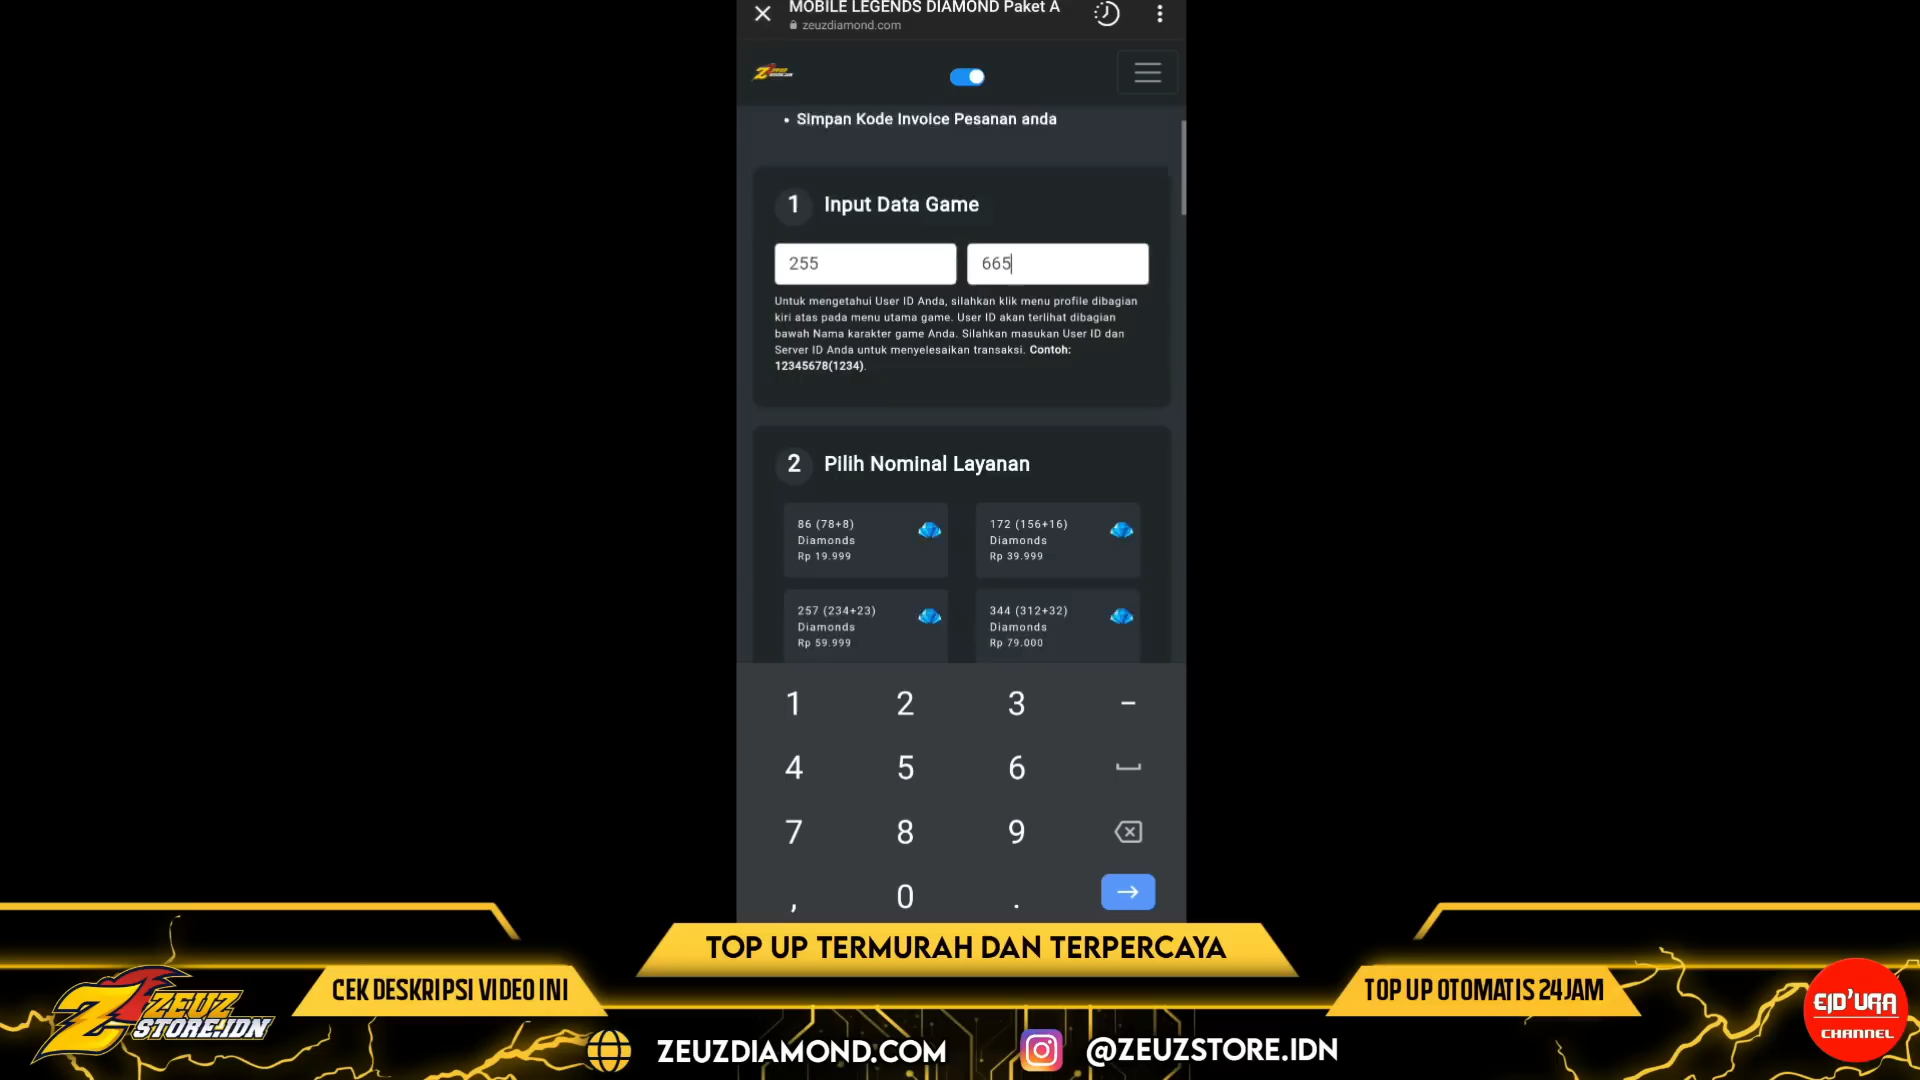 MOBILE LEGENDS DIAMOND Paket A
zeuzdiamond.com
• Simpan Kode Invoice Pesanan anda
1 Input Data Game
255 665
Untuk mengetahui User ID Anda, silahkan klik menu profile dibagian
kiri atas pada menu utama game. User ID akan terlihat dibagian
bawah Nama karakter game Anda. Silahkan masukan User ID dan
Server ID Anda untuk menyelesaikan transaksi. Contoh:
12345678(1234).
2 Pilih Nominal Layanan
86 (78+8)
Diamonds
Rp 19.999
172 (156+16)
Diamonds
Rp 39.999
257 (234+23)
Diamonds
Rp 59.999
344 (312+32)
Diamonds
Rp 79.000
1 2 3 -
4 5 6
7 8 9
, 0 .
TOP UP TERMURAH DAN TERPERCAYA
CEK DESKRIPSI VIDEO INI
TOP UP OTOMATIS 24JAM
ZEUZ
STORE.IDN
ZEUZDIAMOND.COM
@ZEUZSTORE.IDN
EJD'URA
CHANNEL